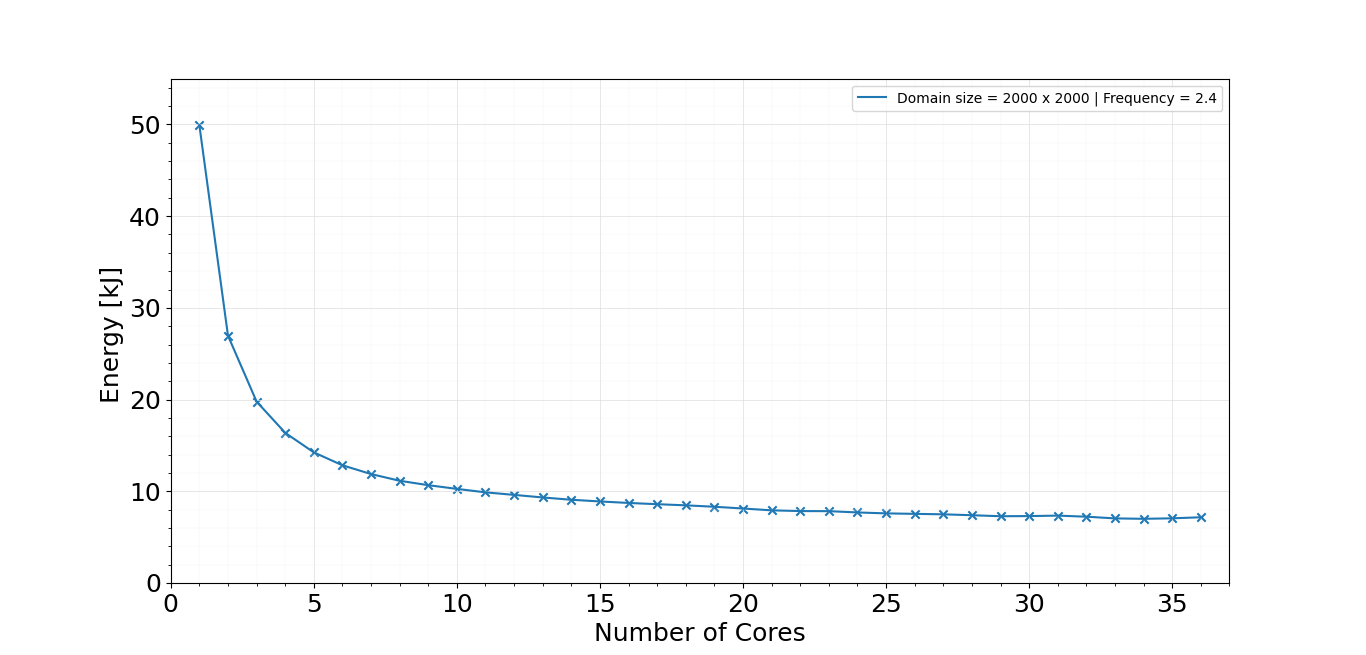 Domain size = 2000 x 2000 | Frequency = 2.4
50
40
30
20
10
0
Energy [kJ]
0 5 10 15 20 25 30 35
Number of Cores